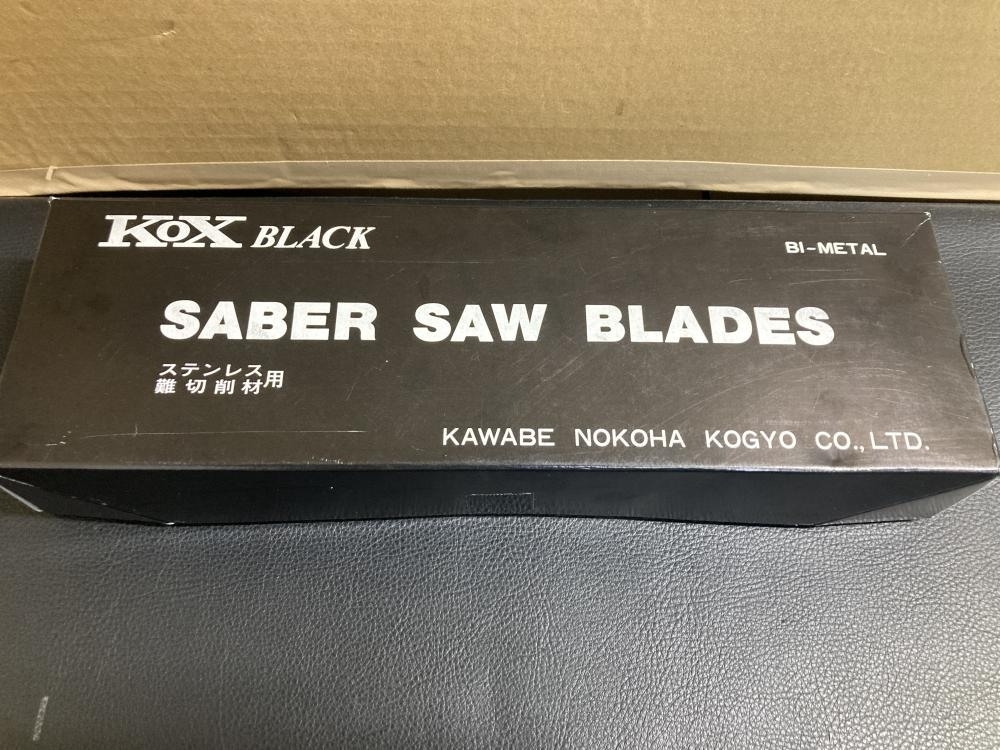 KOX BLACK
BI-METAL
SABER SAW BLADES
ステンレス
難切削材用
KAWABE NOKOHA KOGYO CO., LTD.